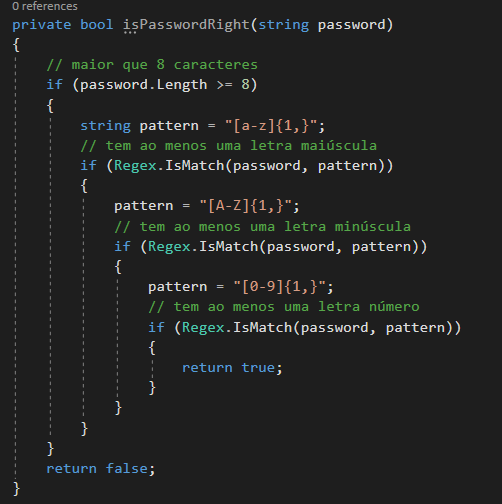 0 references
private bool isPasswordRight(string password)
{
// maior que 8 caracteres
if (password.Length >= 8)
{
string pattern = "[a-z]{1,}";
// tem ao menos uma letra maiúscula
if (Regex.IsMatch(password, pattern))
{
pattern = "[A-Z]{1,}";
// tem ao menos uma letra minúscula
if (Regex.IsMatch(password, pattern))
{
pattern = "[0-9]{1,}";
// tem ao menos uma letra número
if (Regex.IsMatch(password, pattern))
{
return true;
}
}
}
}
return false;
}